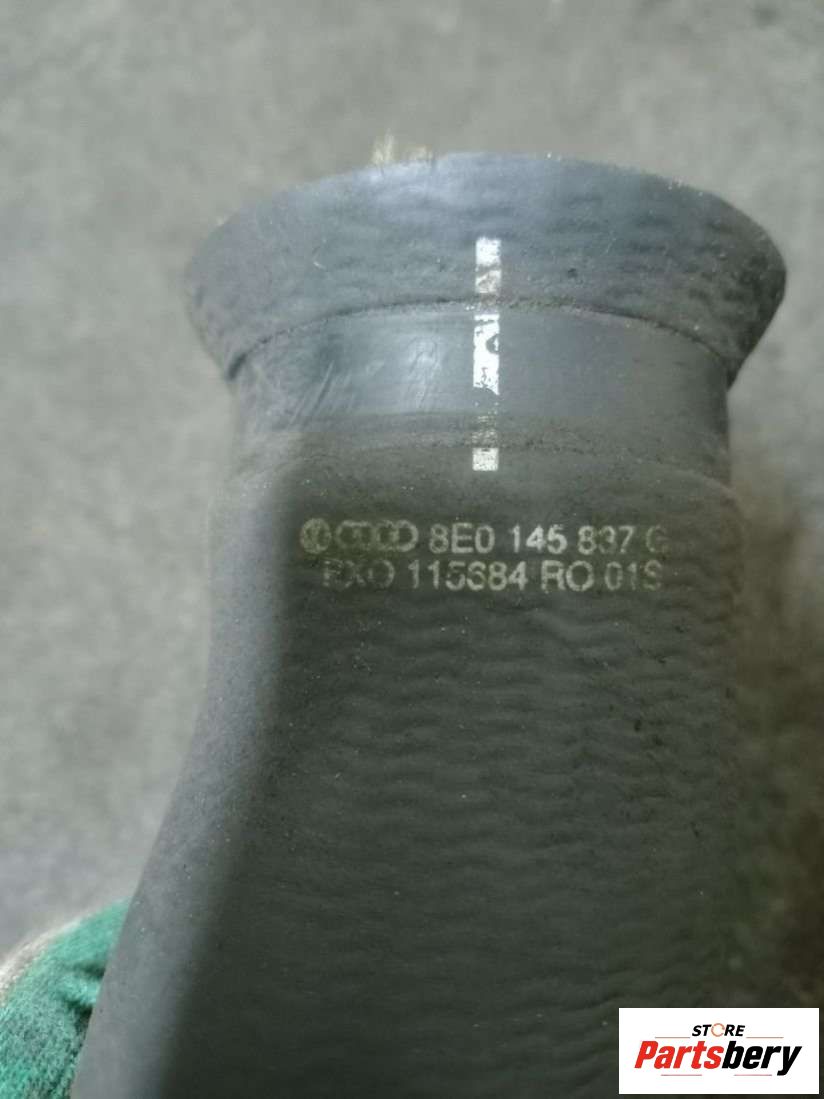 8E0 145 837 G
FXO 115684 RO 01S
STORE
Partsbery